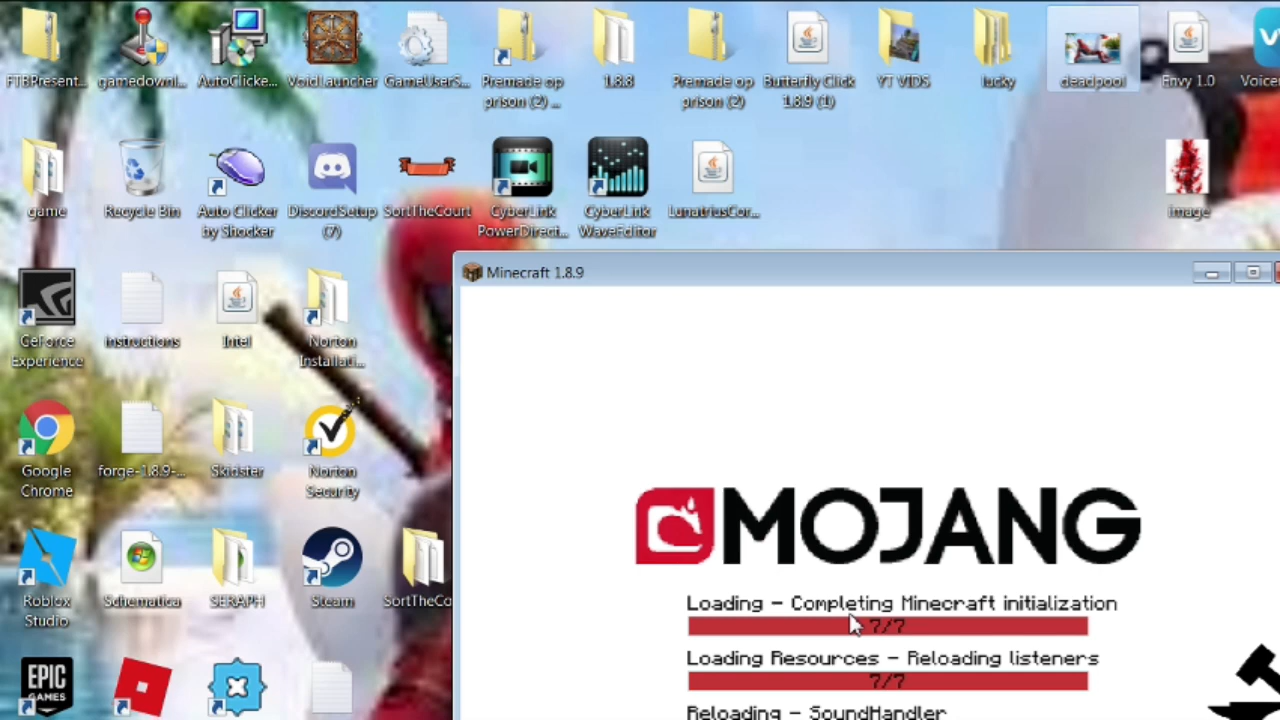 FTBPresent...
gamedownl...
AutoClicke...
VoidLauncher
GameUserS...
Premade op
prison (2) ...
1.8.8
Premade op
prison (2)
Butterfly Click
1.8.9 (1)
YT VIDS
lucky
deadpool
Envy 1.0
Voice
game
Recycle Bin
Auto Clicker
by Shocker
DiscordSetup
(7)
SortTheCourt
CyberLink
PowerDirect...
CyberLink
WaveEditor
LunatriusCor...
image
Minecraft 1.8.9
GeForce
Experience
instructions
Intel
Norton
Installati...
Google
Chrome
forge-1.8.9-...
Skidster
Norton
Security
Roblox
Studio
Schematica
SERAPH
Steam
SortTheCo
EPIC
GAMES
MOJANG
Loading - Completing Minecraft initialization
7/7
Loading Resources - Reloading listeners
7/7
Reloading - SoundHandler